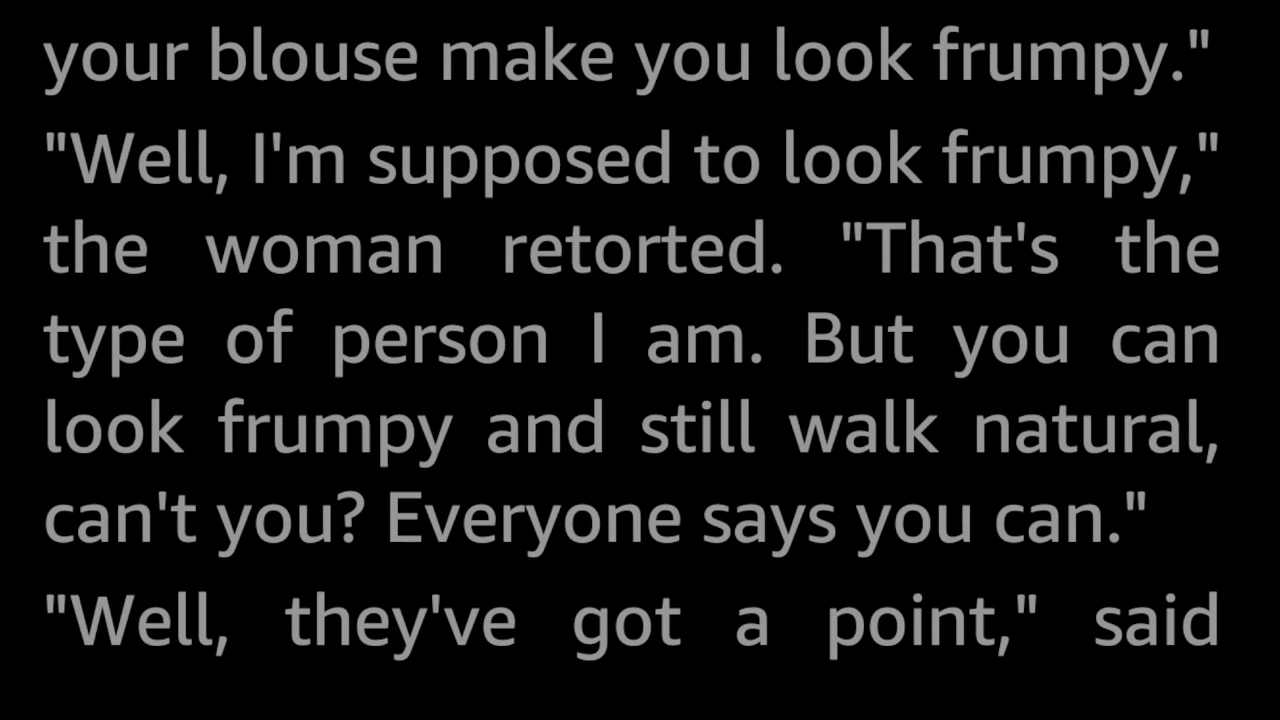 your blouse make you look frumpy."
"Well, I'm supposed to look frumpy,"
the woman retorted. "That's the
type of person I am. But you can
look frumpy and still walk natural,
can't you? Everyone says you can."
"Well, they've got a point," said